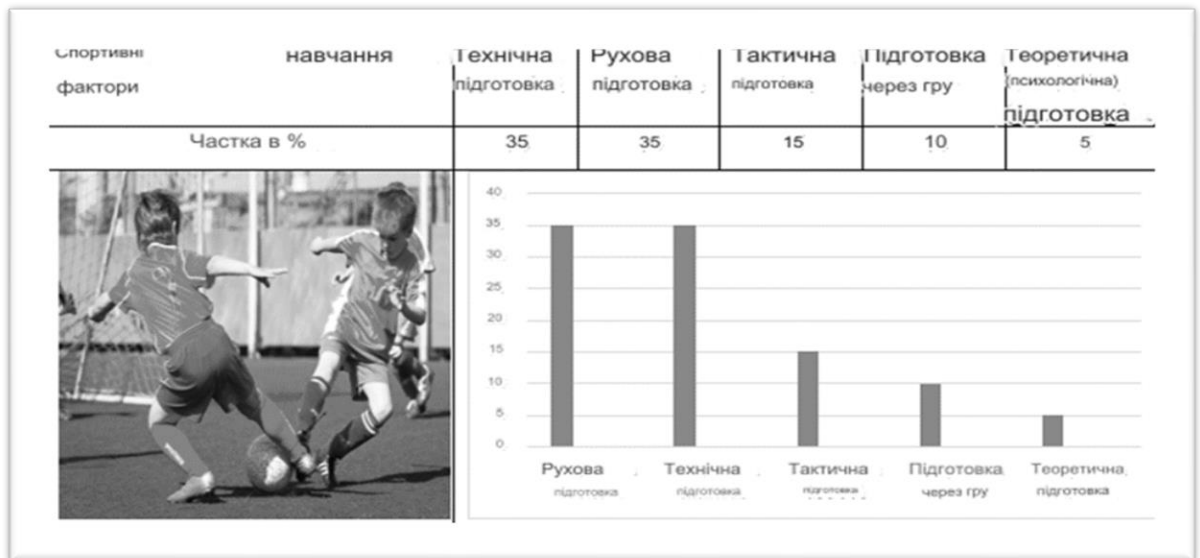 Спортивні навчання Технічна Рухова Тактична Підготовка Теоретична
фактори підготовка підготовка підготовка через гру (психологічна)
підготовка
Частка в % 35 35 15 10 5
40
35
30
25
20
15
10
5
0
Рухова Технічна Тактична Підготовка Теоретична
підготовка підготовка підготовка через гру підготовка